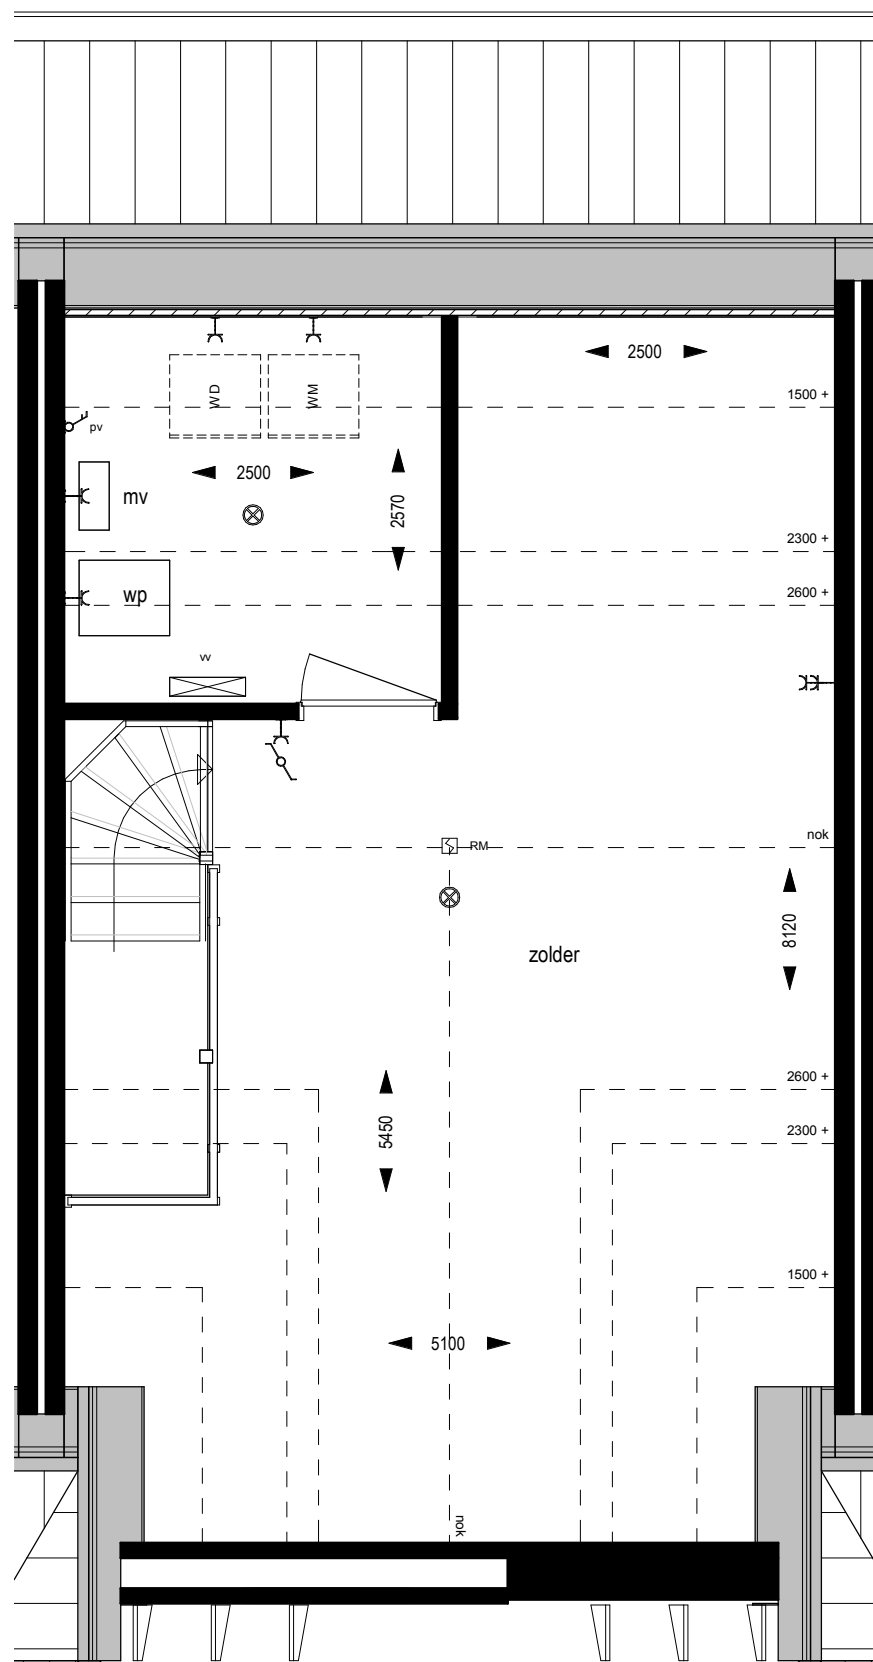 2500
1500 +
WD
WM
pv
2500
mv
2570
2300 +
wp
2600 +
vv
nok
RM
8120
zolder
2600 +
5450
2300 +
1500 +
5100
nok